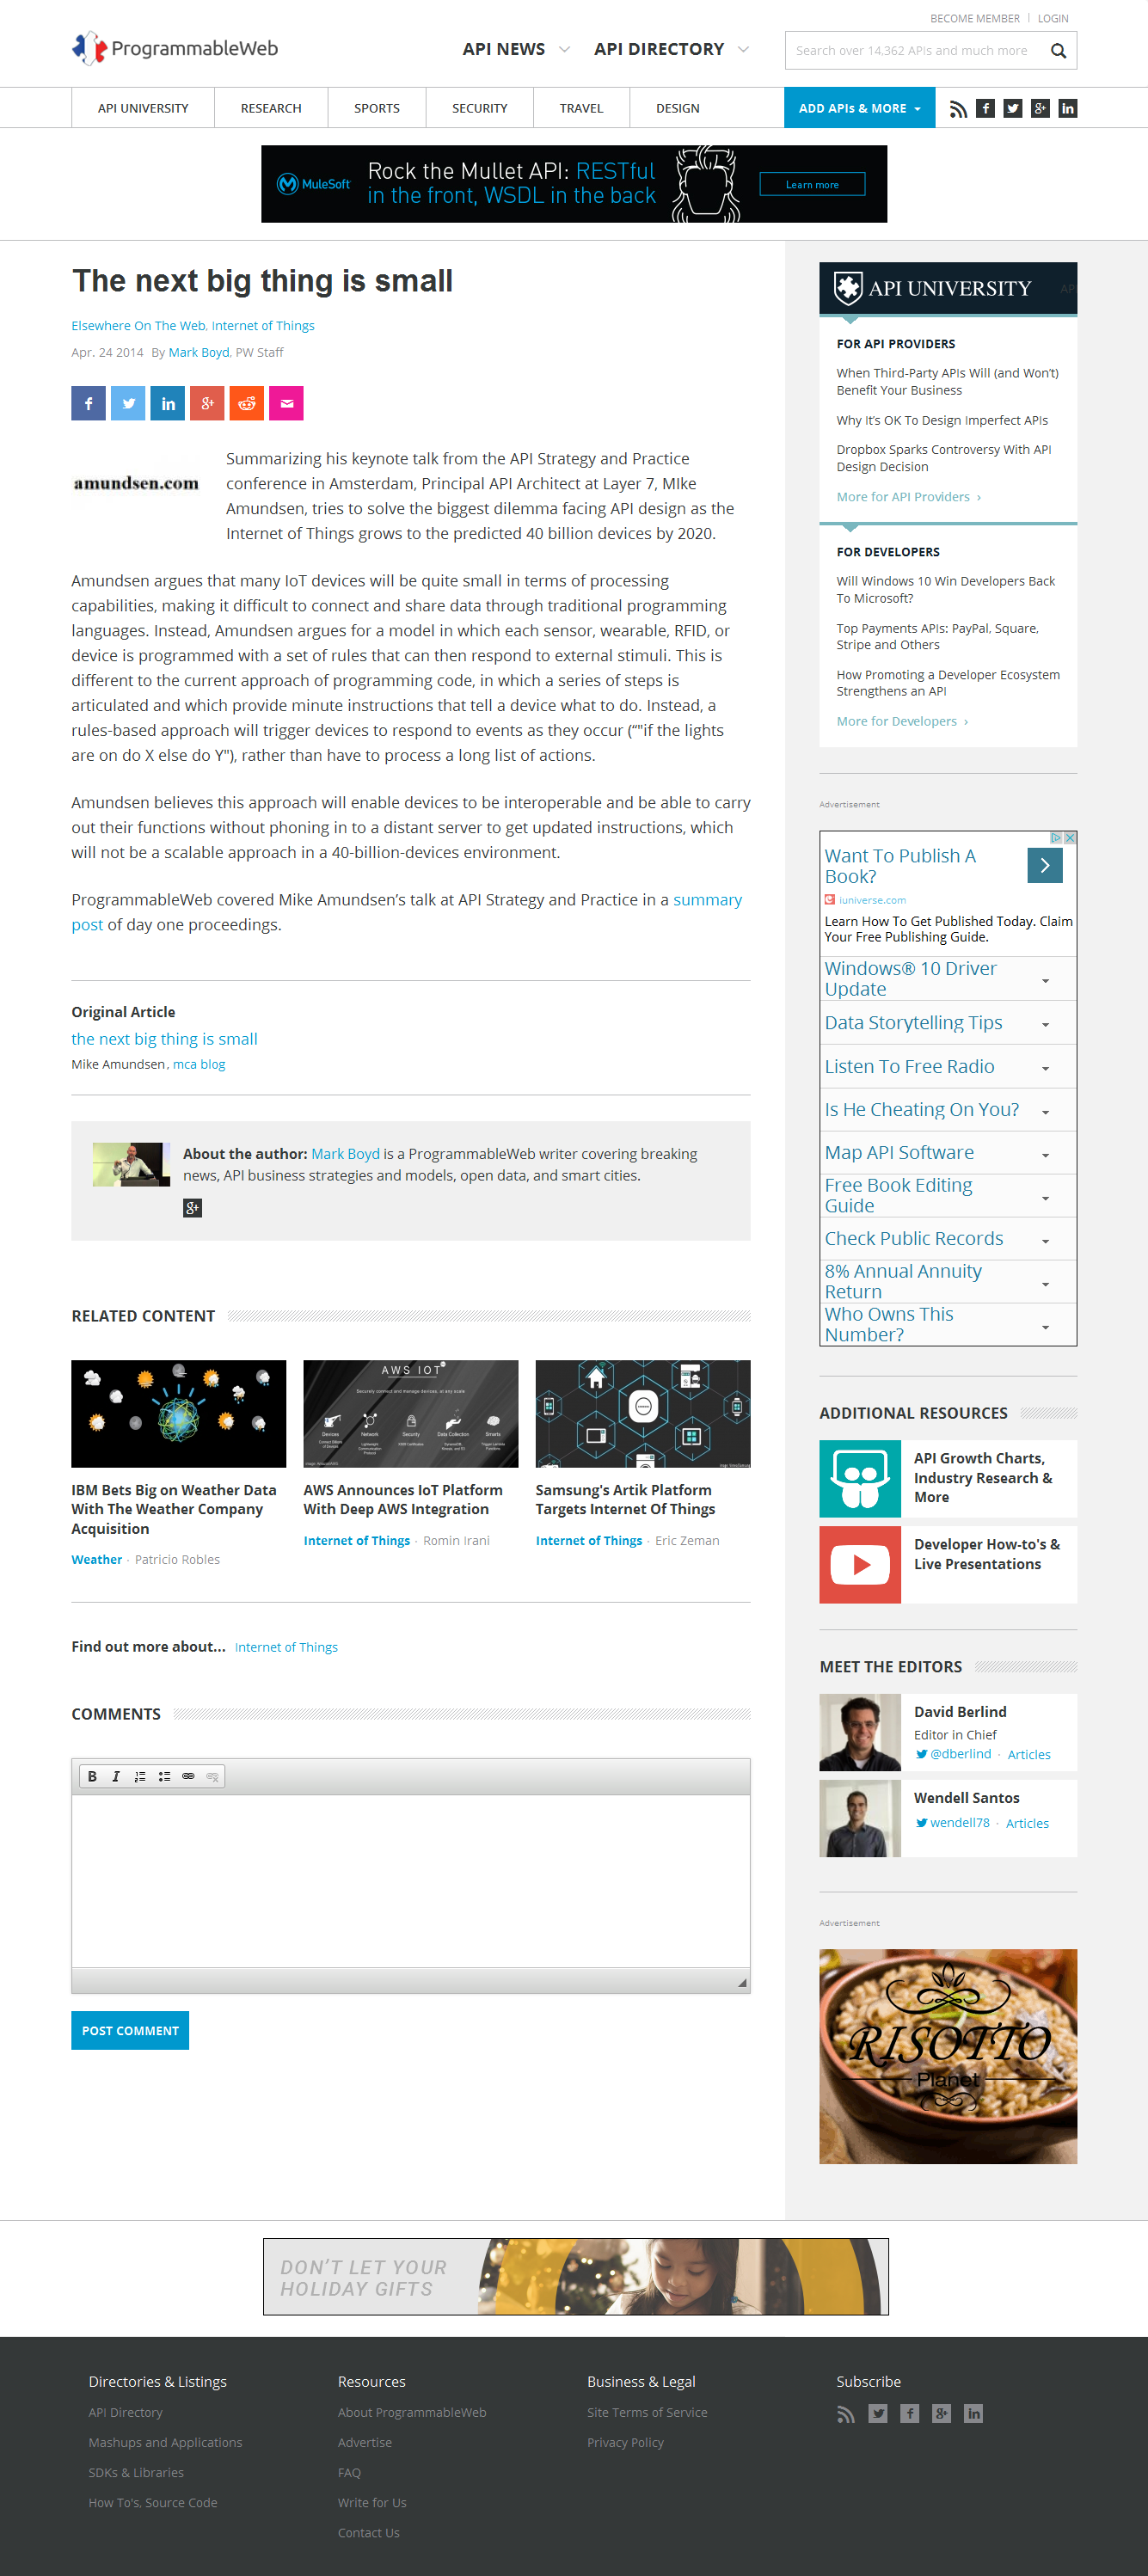 BECOME MEMBER | LOGIN
ProgrammableWeb
API NEWS
API DIRECTORY
Search over 14,362 APIs and much more
API UNIVERSITY
RESEARCH
SPORTS
SECURITY
TRAVEL
DESIGN
ADD APIs & MORE
MuleSoft
Rock the Mullet API: RESTful
in the front, WSDL in the back
Learn more
The next big thing is small
Elsewhere On The Web, Internet of Things
Apr. 24 2014 By Mark Boyd, PW Staff
amundsen.com
Summarizing his keynote talk from the API Strategy and Practice
conference in Amsterdam, Principal API Architect at Layer 7, MIke
Amundsen, tries to solve the biggest dilemma facing API design as the
Internet of Things grows to the predicted 40 billion devices by 2020.
Amundsen argues that many IoT devices will be quite small in terms of processing
capabilities, making it difficult to connect and share data through traditional programming
languages. Instead, Amundsen argues for a model in which each sensor, wearable, RFID, or
device is programmed with a set of rules that can then respond to external stimuli. This is
different to the current approach of programming code, in which a series of steps is
articulated and which provide minute instructions that tell a device what to do. Instead, a
rules-based approach will trigger devices to respond to events as they occur (“"if the lights
are on do X else do Y"), rather than have to process a long list of actions.
Amundsen believes this approach will enable devices to be interoperable and be able to carry
out their functions without phoning in to a distant server to get updated instructions, which
will not be a scalable approach in a 40-billion-devices environment.
ProgrammableWeb covered Mike Amundsen’s talk at API Strategy and Practice in a summary
post of day one proceedings.
Original Article
the next big thing is small
Mike Amundsen, mca blog
About the author: Mark Boyd is a ProgrammableWeb writer covering breaking
news, API business strategies and models, open data, and smart cities.
RELATED CONTENT
AWS IOT
Securely connect and manage devices, at any scale
Devices
Network
Security
Data Collection
Smarts
IBM Bets Big on Weather Data
With The Weather Company
Acquisition
Weather · Patricio Robles
AWS Announces IoT Platform
With Deep AWS Integration
Internet of Things · Romin Irani
Samsung's Artik Platform
Targets Internet Of Things
Internet of Things · Eric Zeman
Find out more about... Internet of Things
COMMENTS
POST COMMENT
API UNIVERSITY
FOR API PROVIDERS
When Third-Party APIs Will (and Won’t)
Benefit Your Business
Why It’s OK To Design Imperfect APIs
Dropbox Sparks Controversy With API
Design Decision
More for API Providers ›
FOR DEVELOPERS
Will Windows 10 Win Developers Back
To Microsoft?
Top Payments APIs: PayPal, Square,
Stripe and Others
How Promoting a Developer Ecosystem
Strengthens an API
More for Developers ›
Advertisement
Want To Publish A
Book?
iuniverse.com
Learn How To Get Published Today. Claim
Your Free Publishing Guide.
Windows® 10 Driver
Update
Data Storytelling Tips
Listen To Free Radio
Is He Cheating On You?
Map API Software
Free Book Editing
Guide
Check Public Records
8% Annual Annuity
Return
Who Owns This
Number?
ADDITIONAL RESOURCES
API Growth Charts,
Industry Research &
More
Developer How-to's &
Live Presentations
MEET THE EDITORS
David Berlind
Editor in Chief
@dberlind · Articles
Wendell Santos
wendell78 · Articles
Advertisement
RISOTTO
Planet
DON’T LET YOUR
HOLIDAY GIFTS
Directories & Listings
API Directory
Mashups and Applications
SDKs & Libraries
How To's, Source Code
Resources
About ProgrammableWeb
Advertise
FAQ
Write for Us
Contact Us
Business & Legal
Site Terms of Service
Privacy Policy
Subscribe